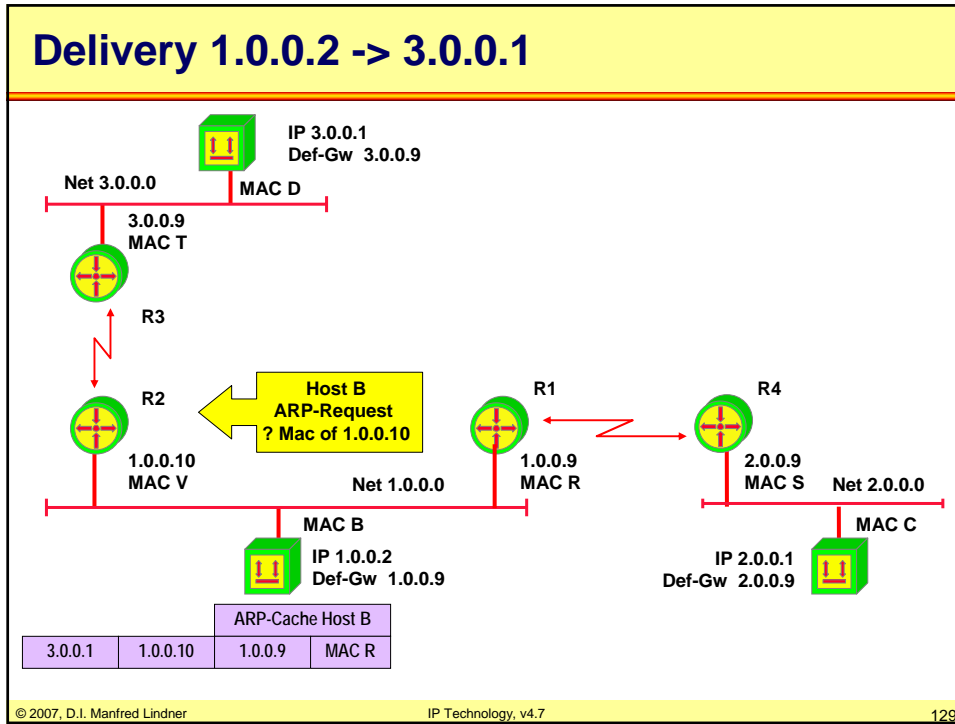 Delivery 1.0.0.2 -> 3.0.0.1
IP 3.0.0.1
Def-Gw 3.0.0.9
Net 3.0.0.0
MAC D
3.0.0.9
MAC T
R3
R2
Host B
ARP-Request
? Mac of 1.0.0.10
R1
R4
1.0.0.10
MAC V
Net 1.0.0.0
1.0.0.9
MAC R
2.0.0.9
MAC S
Net 2.0.0.0
MAC B
MAC C
IP 1.0.0.2
Def-Gw 1.0.0.9
IP 2.0.0.1
Def-Gw 2.0.0.9
ARP-Cache Host B
3.0.0.1 1.0.0.10 1.0.0.9 MAC R
© 2007, D.I. Manfred Lindner IP Technology, v4.7 129